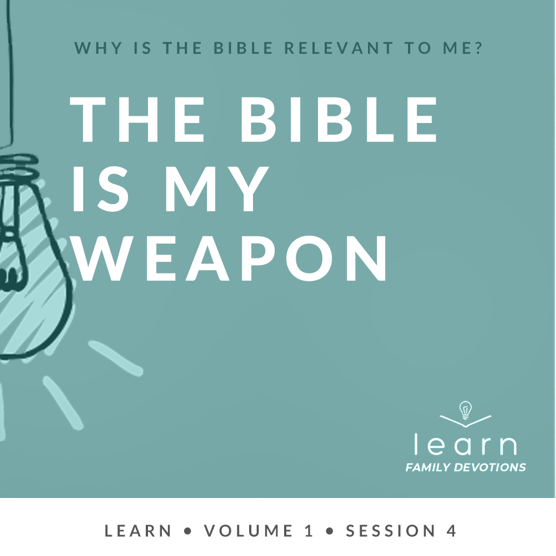 WHY IS THE BIBLE RELEVANT TO ME?
THE BIBLE
IS MY
WEAPON
learn
FAMILY DEVOTIONS
LEARN • VOLUME 1 • SESSION 4